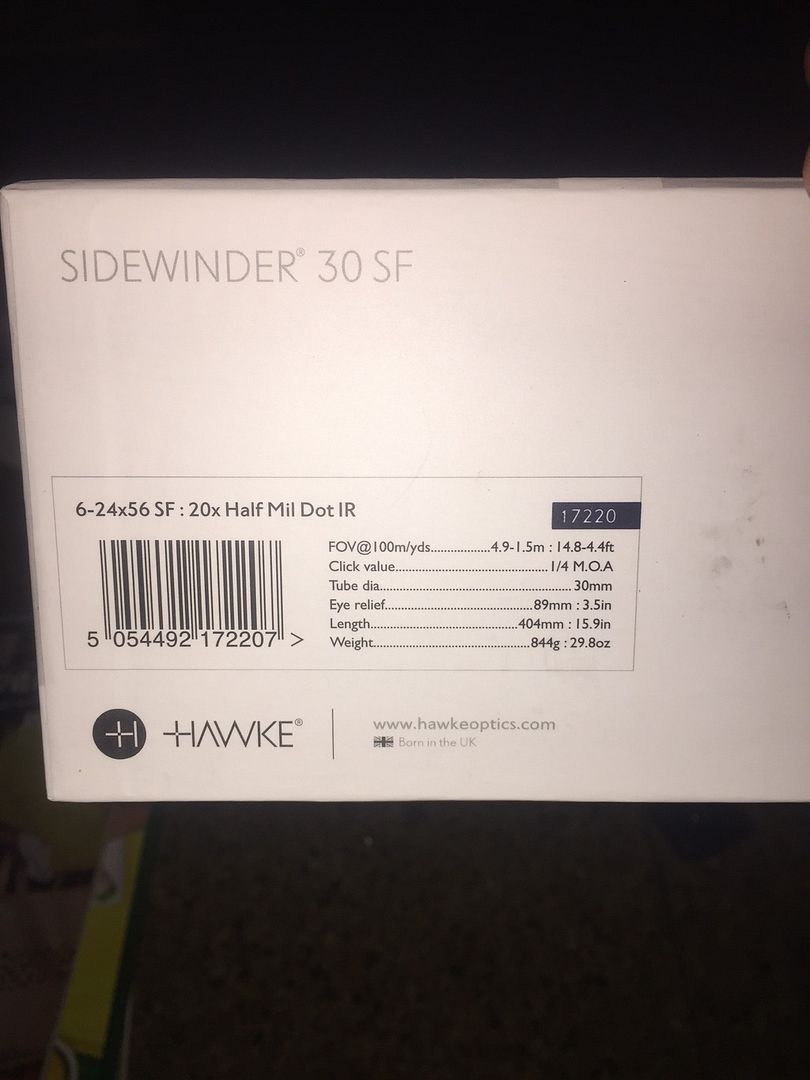 SIDEWINDER® 30 SF
6-24x56 SF : 20x Half Mil Dot IR
17220
FOV@100m/yds.................4.9-1.5m : 14.8-4.4ft
Click value...........................................1/4 M.O.A
Tube dia......................................................30mm
Eye relief..........................................89mm : 3.5in
Length..........................................404mm : 15.9in
Weight............................................844g : 29.8oz
5 054492 172207 >
H HAWKE®
www.hawkeoptics.com
Born in the UK